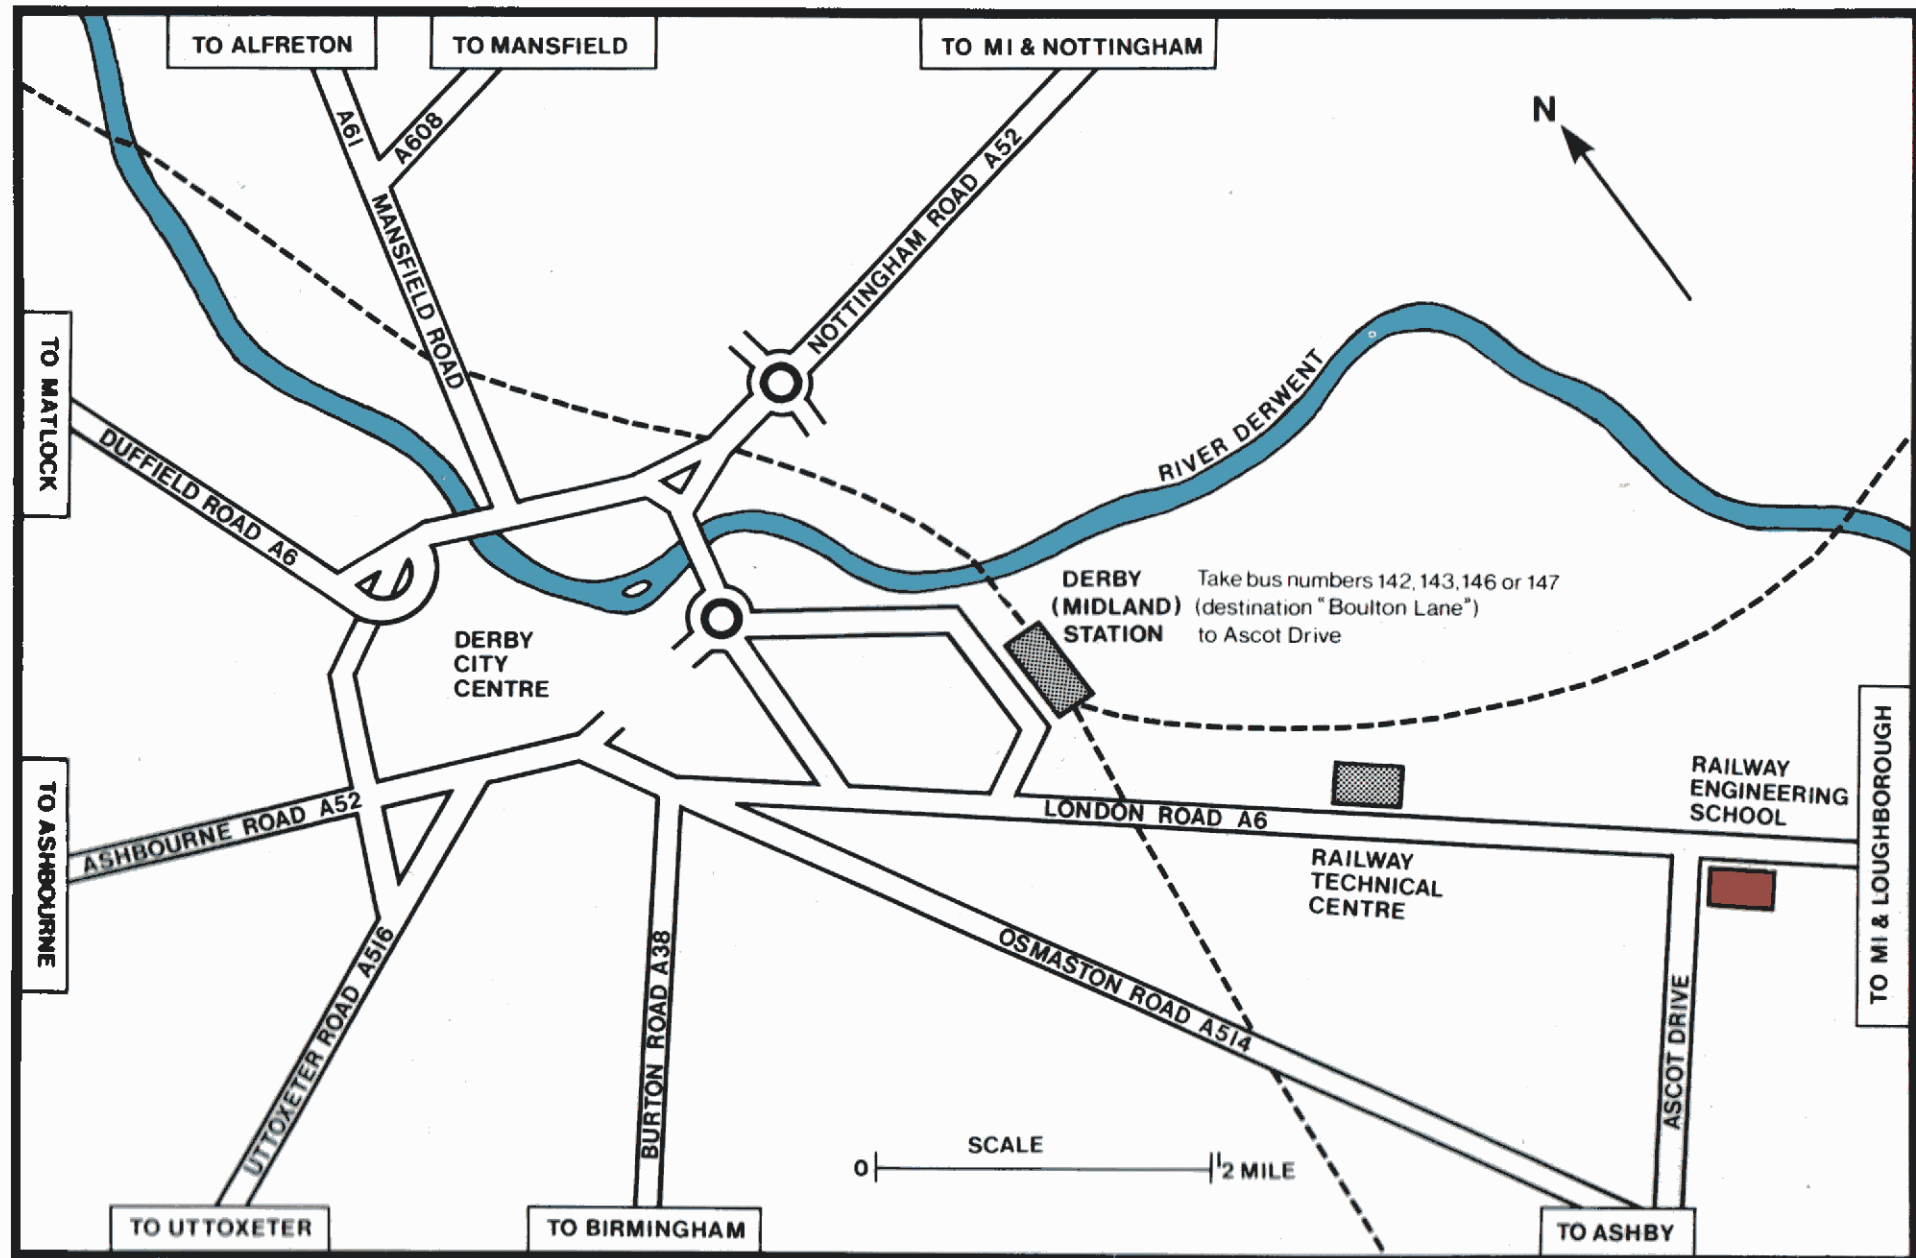 TO ALFRETON
TO MANSFIELD
TO MI & NOTTINGHAM
N
A61
A608
MANSFIELD ROAD
NOTTINGHAM ROAD A52
TO MATLOCK
DUFFIELD ROAD A6
RIVER DERWENT
DERBY
(MIDLAND)
STATION
Take bus numbers 142, 143, 146 or 147
(destination "Boulton Lane")
to Ascot Drive
DERBY
CITY
CENTRE
TO ASHBOURNE
ASHBOURNE ROAD A52
LONDON ROAD A6
RAILWAY
TECHNICAL
CENTRE
RAILWAY
ENGINEERING
SCHOOL
TO MI & LOUGHBOROUGH
UTTOXETER ROAD A516
BURTON ROAD A38
OSMASTON ROAD A514
ASCOT DRIVE
SCALE
0 ½ MILE
TO UTTOXETER
TO BIRMINGHAM
TO ASHBY